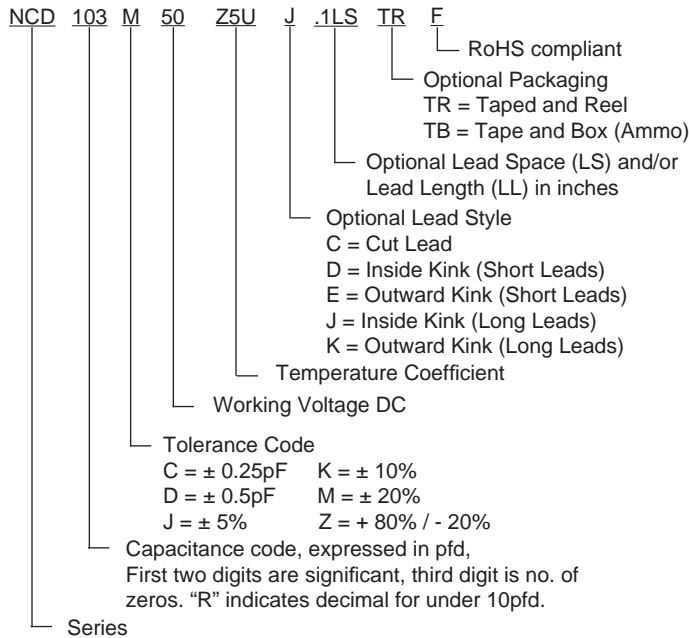 NCD 103 M 50 Z5U J .1LS TR F
RoHS compliant
Optional Packaging
TR = Taped and Reel
TB = Tape and Box (Ammo)
Optional Lead Space (LS) and/or
Lead Length (LL) in inches
Optional Lead Style
C = Cut Lead
D = Inside Kink (Short Leads)
E = Outward Kink (Short Leads)
J = Inside Kink (Long Leads)
K = Outward Kink (Long Leads)
Temperature Coefficient
Working Voltage DC
Tolerance Code
C = ± 0.25pF K = ± 10%
D = ± 0.5pF M = ± 20%
J = ± 5% Z = + 80% / - 20%
Capacitance code, expressed in pfd,
First two digits are significant, third digit is no. of
zeros. “R” indicates decimal for under 10pfd.
Series